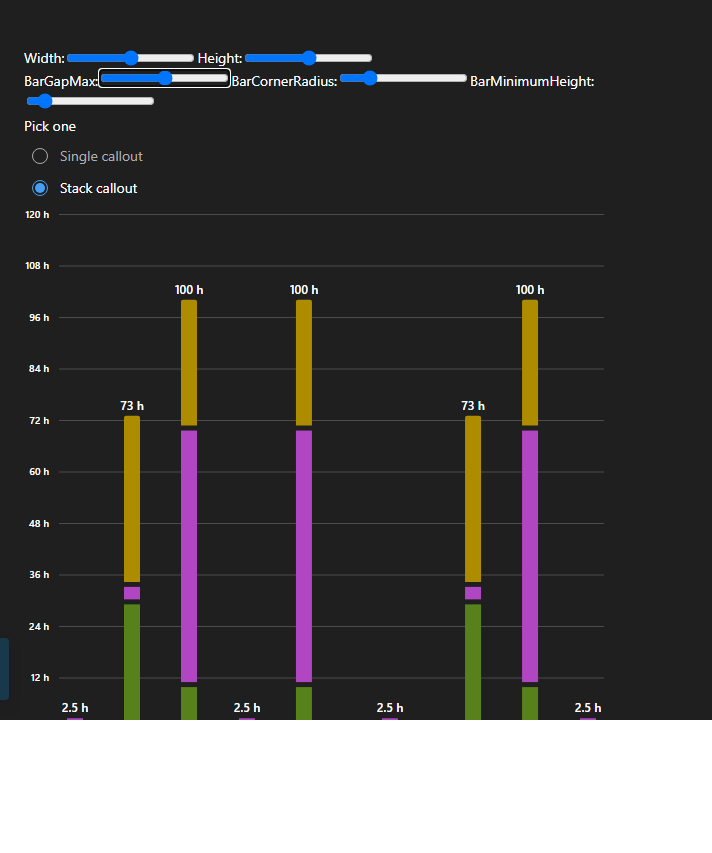 Width: Height:
BarGapMax: BarCornerRadius: BarMinimumHeight:
Pick one
Single callout
Stack callout
120 h
108 h
100 h 100 h 100 h
96 h
84 h
73 h 73 h
72 h
60 h
48 h
36 h
24 h
12 h
2.5 h 2.5 h 2.5 h 2.5 h